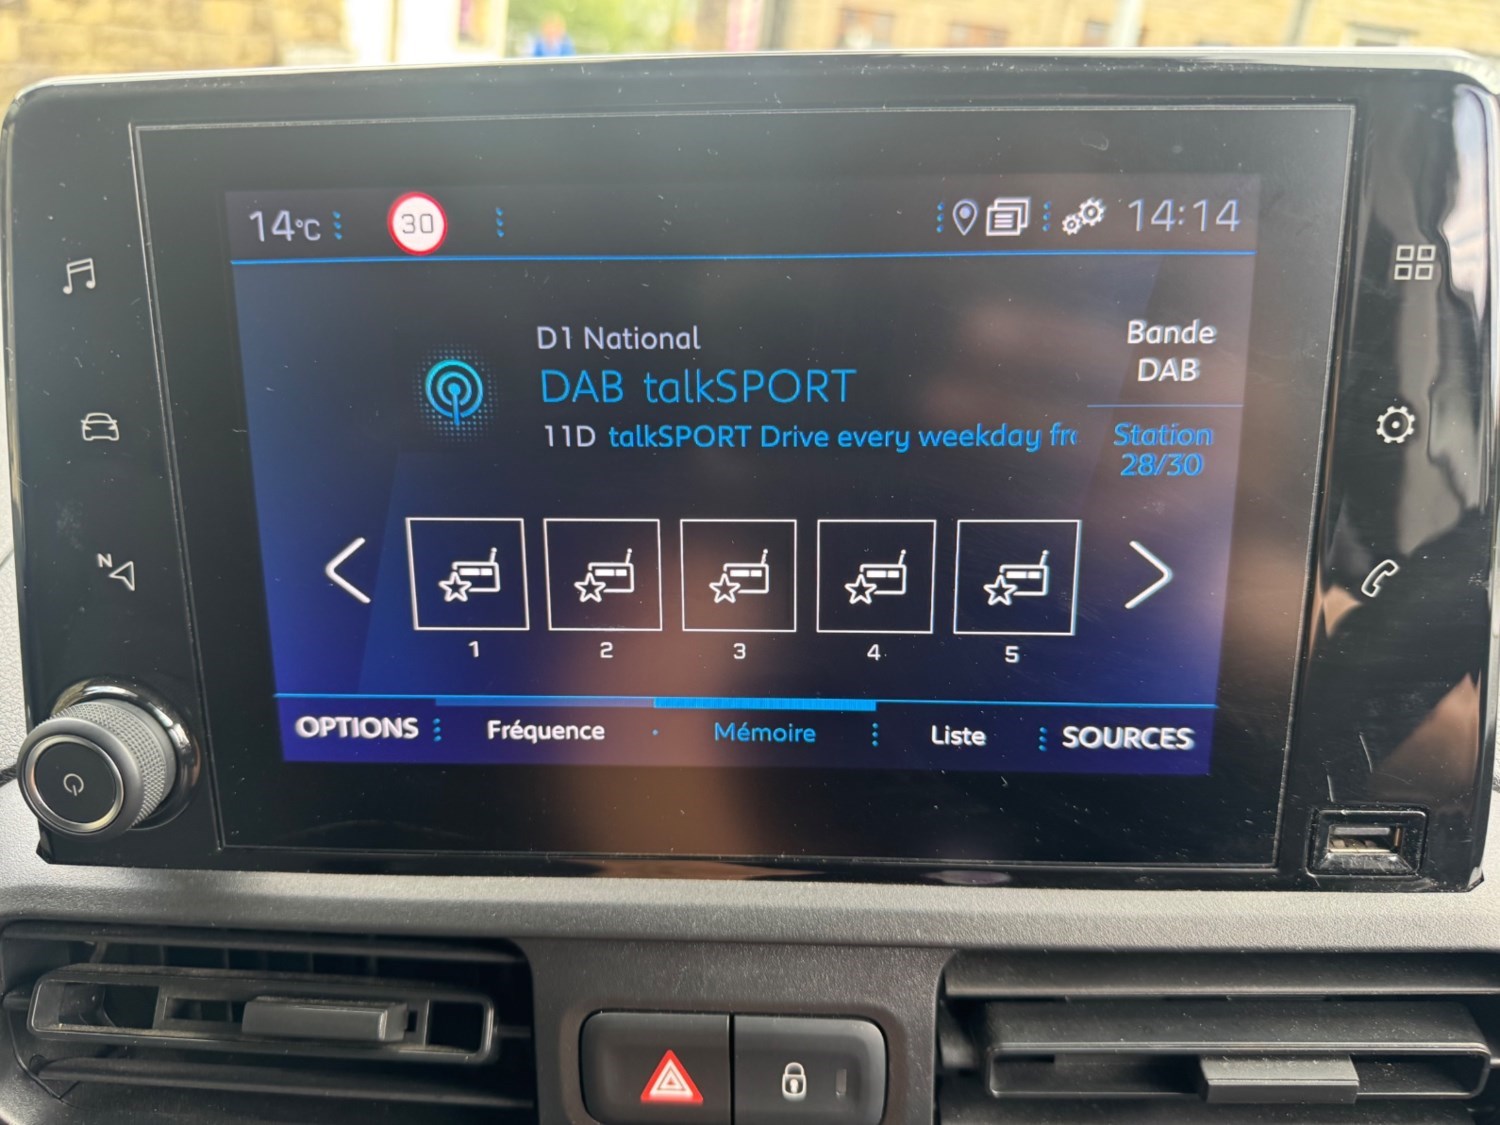 14°C
30
14:14
D1 National
DAB talkSPORT
11D talkSPORT Drive every weekday fr
Bande
DAB
Station
28/30
N
1
2
3
4
5
OPTIONS
Fréquence
Mémoire
Liste
SOURCES